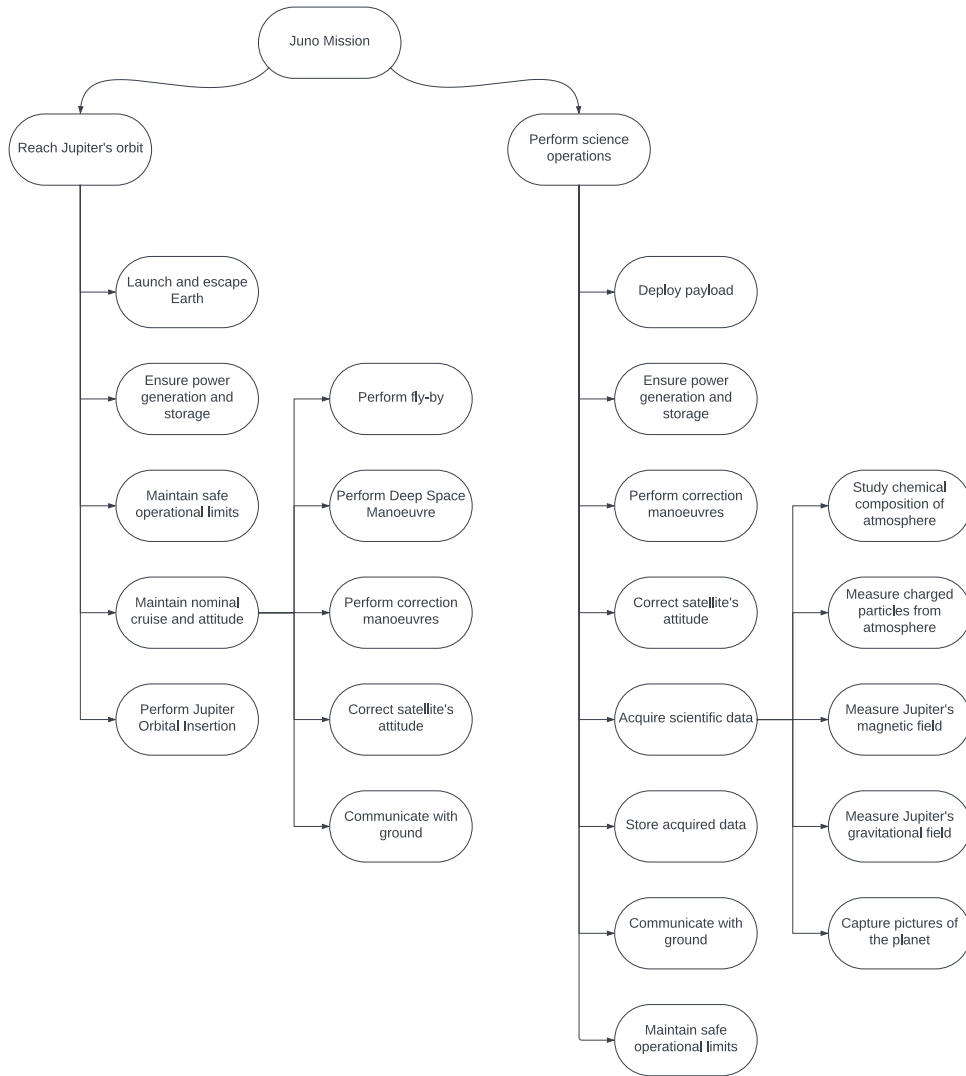 Juno Mission
Reach Jupiter's orbit
Perform science
operations
Launch and escape
Earth
Ensure power
generation and
storage
Maintain safe
operational limits
Maintain nominal
cruise and attitude
Perform Jupiter
Orbital Insertion
Perform fly-by
Perform Deep Space
Manoeuvre
Perform correction
manoeuvres
Correct satellite's
attitude
Communicate with
ground
Deploy payload
Ensure power
generation and
storage
Perform correction
manoeuvres
Correct satellite's
attitude
Acquire scientific data
Store acquired data
Communicate with
ground
Maintain safe
operational limits
Study chemical
composition of
atmosphere
Measure charged
particles from
atmosphere
Measure Jupiter's
magnetic field
Measure Jupiter's
gravitational field
Capture pictures of
the planet